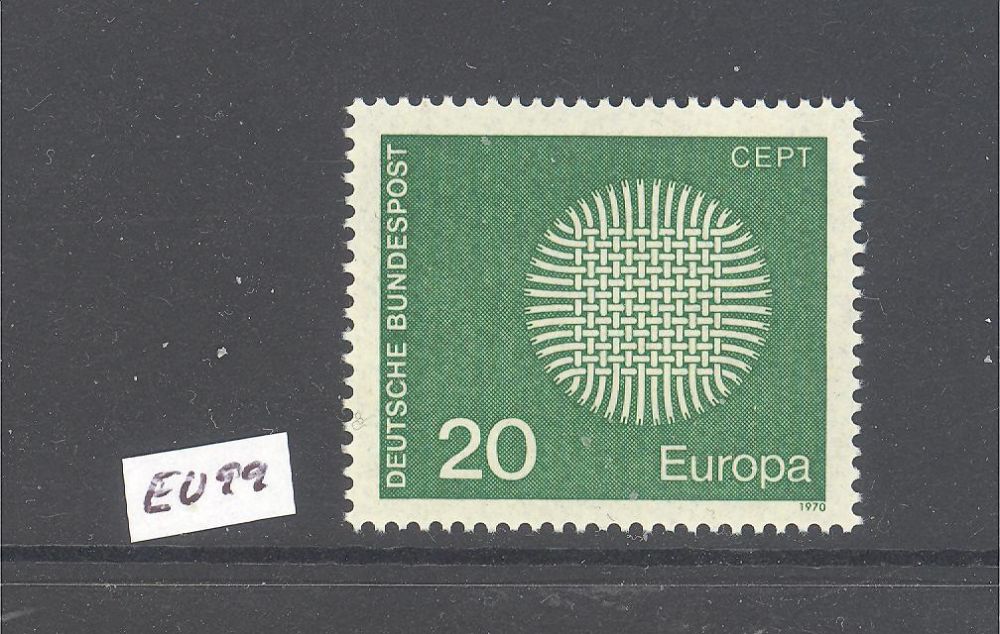 CEPT
DEUTSCHE BUNDESPOST
20
Europa
1970
EU99